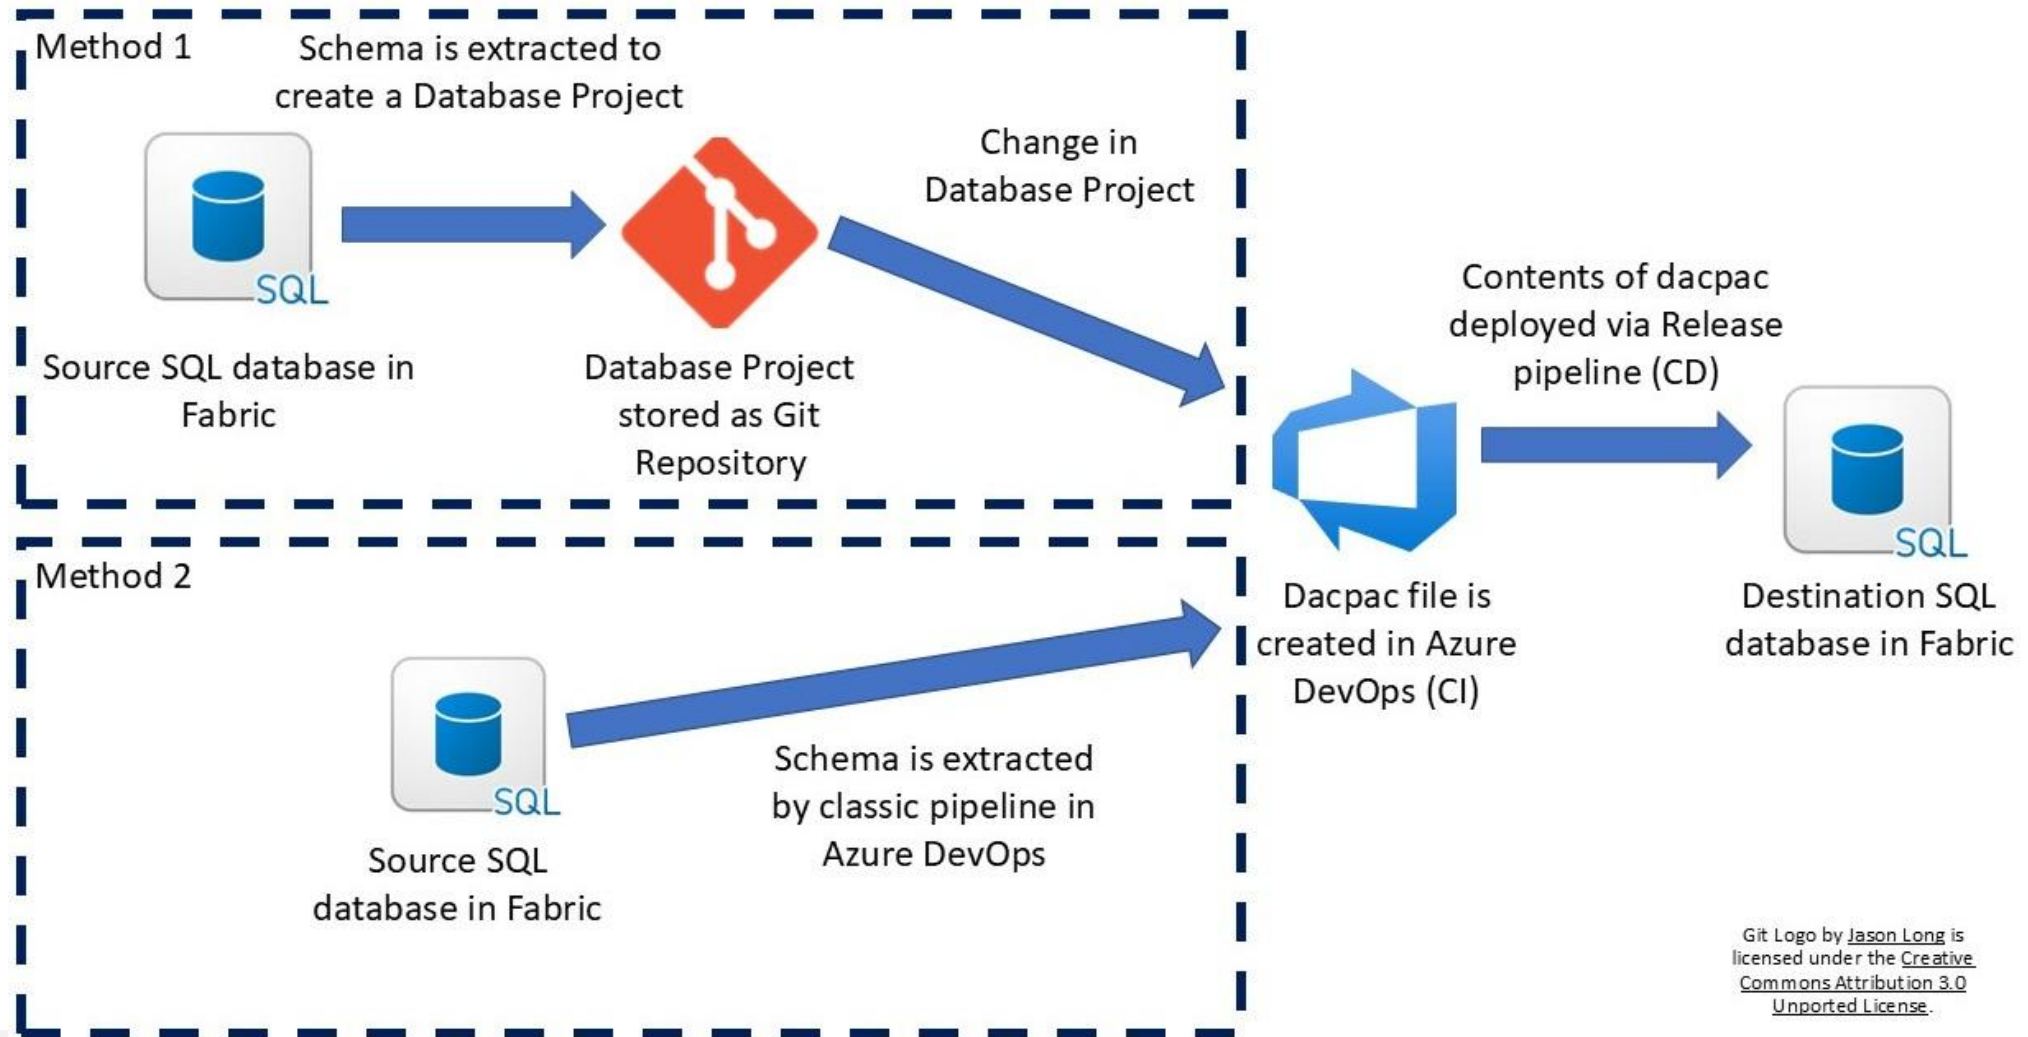 Method 1
Schema is extracted to
create a Database Project
Change in
Database Project
SQL
Source SQL database in
Fabric
Database Project
stored as Git
Repository
Contents of dacpac
deployed via Release
pipeline (CD)
Method 2
SQL
Source SQL
database in Fabric
Schema is extracted
by classic pipeline in
Azure DevOps
Dacpac file is
created in Azure
DevOps (CI)
SQL
Destination SQL
database in Fabric
Git Logo by Jason Long is
licensed under the Creative
Commons Attribution 3.0
Unported License.